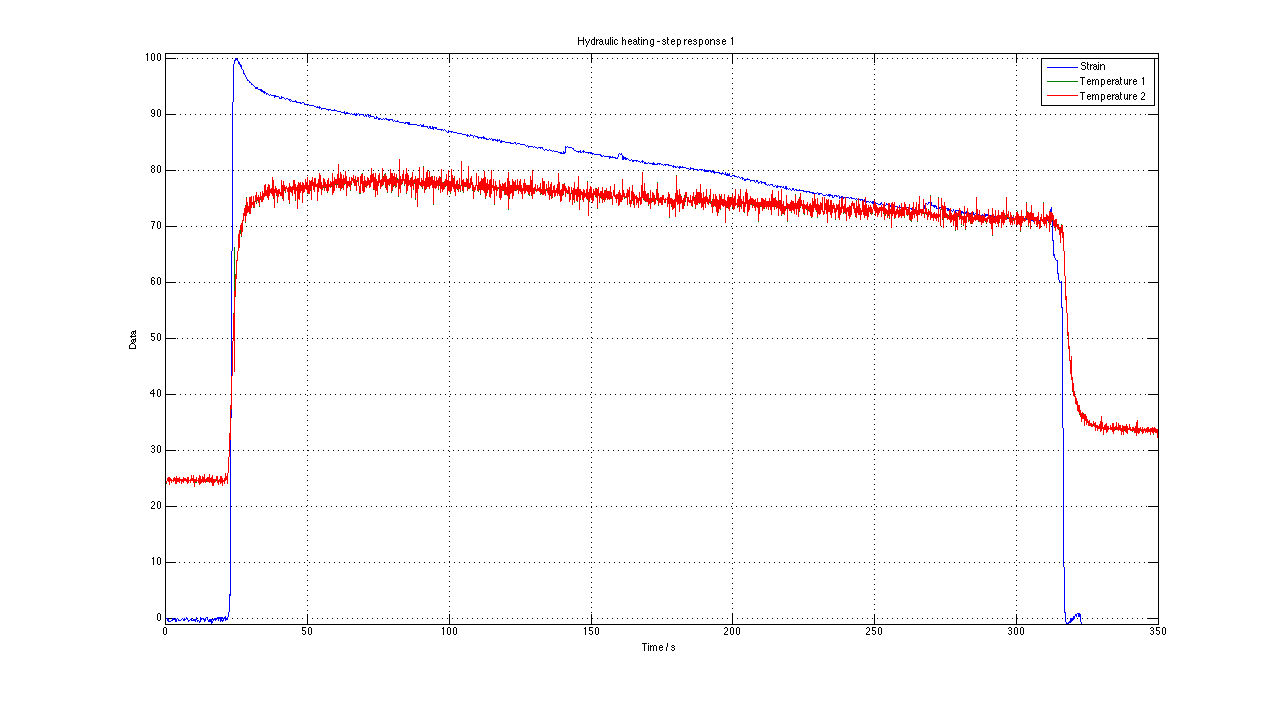 Hydraulic heating - step response 1
Strain
Temperature 1
Temperature 2
100
90
80
70
60
50
40
30
20
10
0
Data
0 50 100 150 200 250 300 350
Time / s